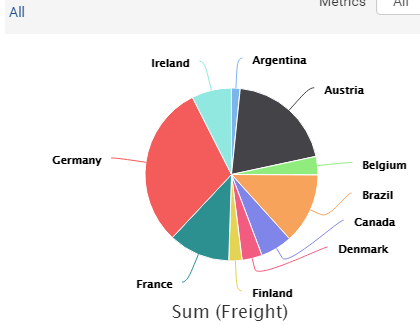 Metrics
All
All
Ireland
Argentina
Austria
Germany
Belgium
Brazil
Canada
Denmark
France
Finland
Sum (Freight)